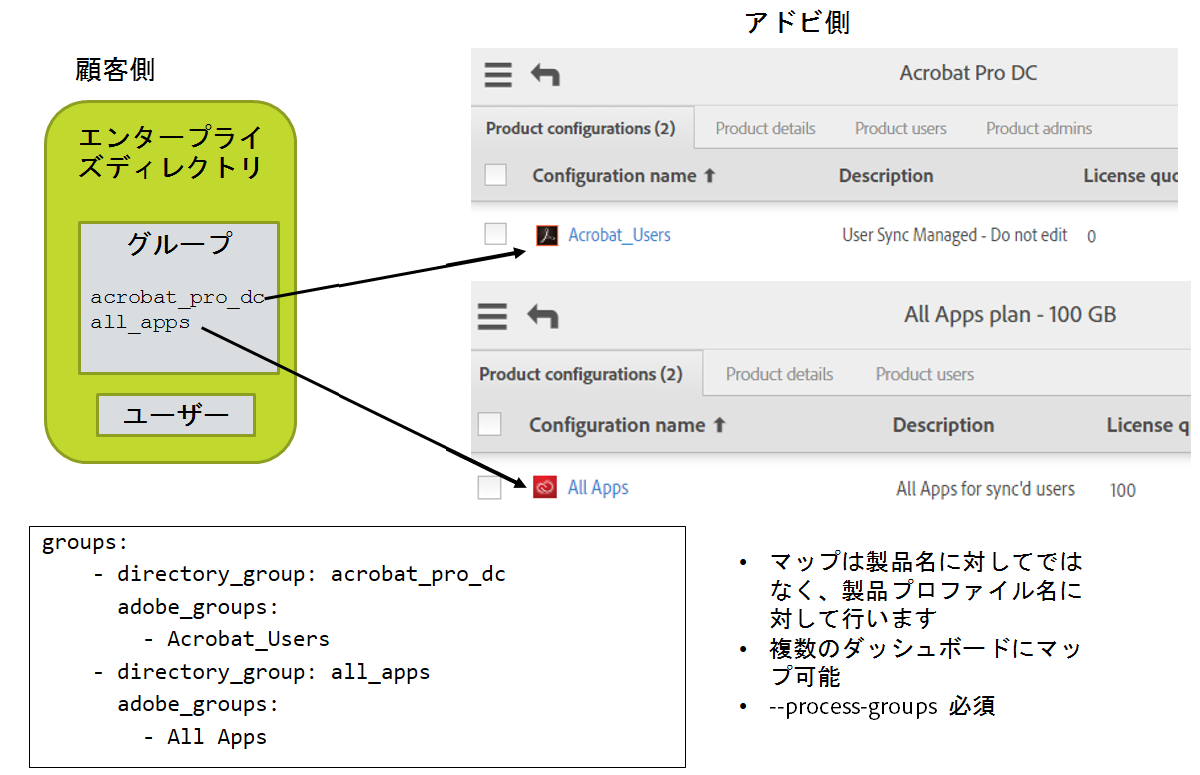 アドビ側
顧客側
エンタープライ
ズディレクトリ
グループ
acrobat_pro_dc
all_apps
ユーザー
Acrobat Pro DC
Product configurations (2) Product details Product users Product admins
Configuration name Description License quo
Acrobat_Users User Sync Managed - Do not edit 0
All Apps plan - 100 GB
Product configurations (2) Product details Product users
Configuration name Description License q
All Apps All Apps for sync'd users 100
groups:
- directory_group: acrobat_pro_dc
adobe_groups:
- Acrobat_Users
- directory_group: all_apps
adobe_groups:
- All Apps
• マップは製品名に対してでは
なく、製品プロファイル名に
対して行います
• 複数のダッシュボードにマッ
プ可能
• --process-groups 必須